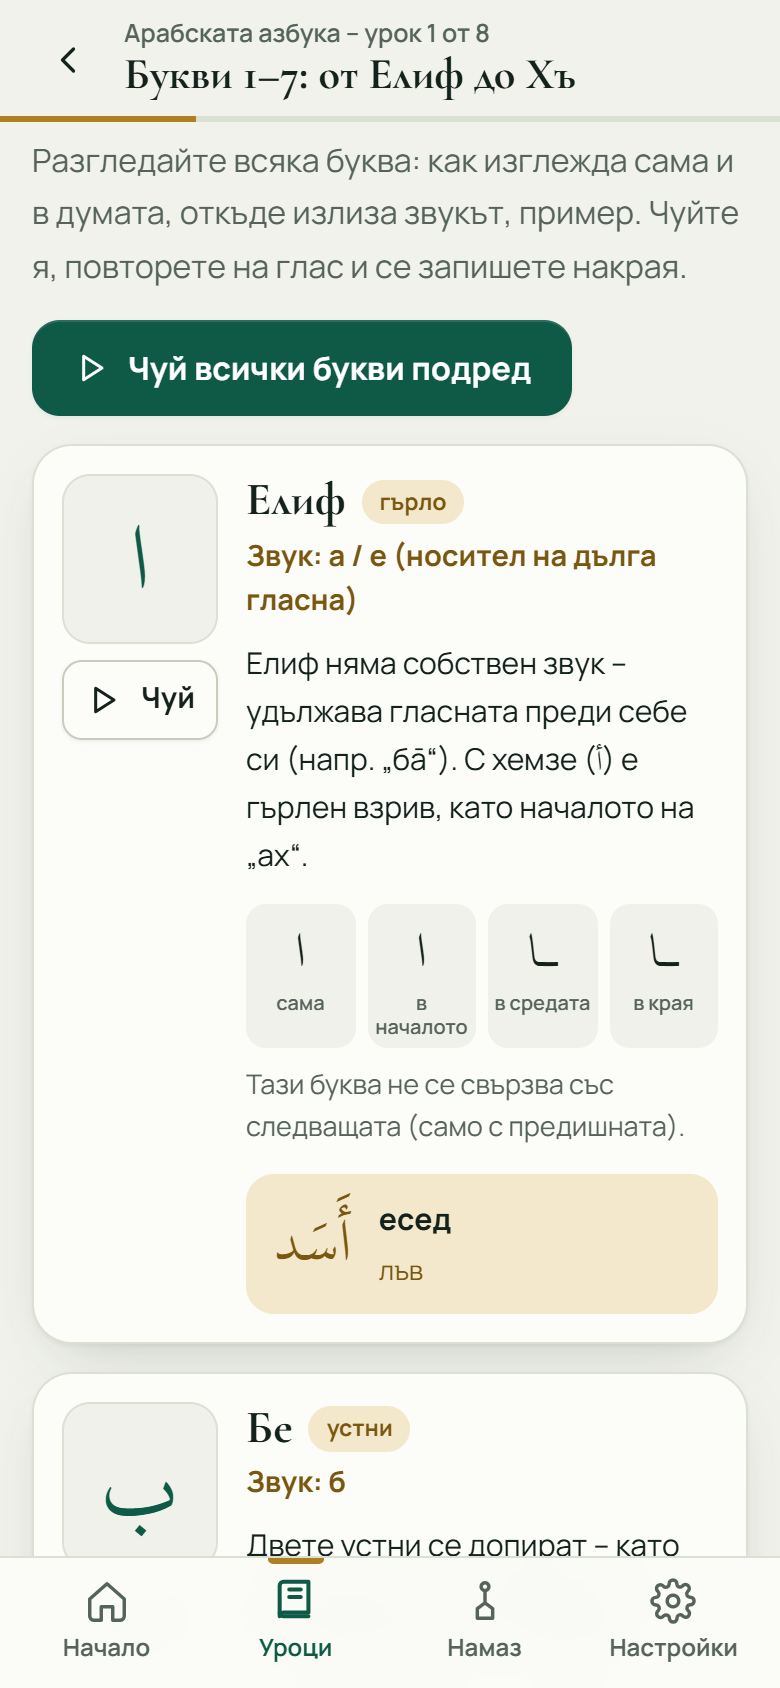 Арабската азбука – урок 1 от 8
Букви 1–7: от Елиф до Хъ
Разгледайте всяка буква: как изглежда сама и
в думата, откъде излиза звукът, пример. Чуйте
я, повторете на глас и се запишете накрая.
Чуй всички букви подред
ا
Чуй
Елиф
гърло
Звук: а / е (носител на дълга
гласна)
Елиф няма собствен звук –
удължава гласната преди себе
си (напр. „ба̄“). С хемзе (أ) е
гърлен взрив, като началото на
„ах“.
ا
сама
ا
в
началото
ـا
в средата
ـا
в края
Тази буква не се свързва със
следващата (само с предишната).
أَسَد
есед
лъв
ب
Бе
устни
Звук: б
Двете устни се допират – като
Начало
Уроци
Намаз
Настройки